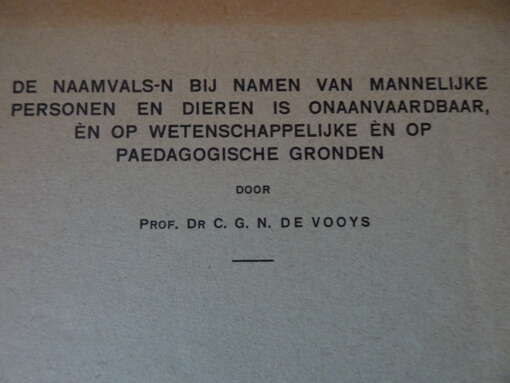 DE NAAMVALS-N BIJ NAMEN VAN MANNELIJKE
PERSONEN EN DIEREN IS ONAANVAARDBAAR,
ÈN OP WETENSCHAPPELIJKE ÈN OP
PAEDAGOGISCHE GRONDEN
DOOR
PROF. DR C. G. N. DE VOOYS